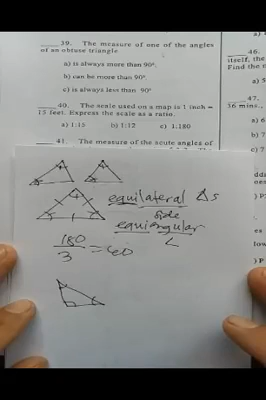 39. The measure of one of the angles
of an obtuse triangle
a) is always more than 90°.
b) can be more than 90°.
c) is always less than 90°
40. The scale used on a map is 1 inch =
15 feet. Express the scale as a ratio.
a) 1:15 b) 1:12 c) 1:180
41. The measure of the acute angles of
a)
46.
itself, the
Find the
a) 5
47.
36 mins.,
a) 6
b) 7
c)
equilateral Δs
side
equiangular
180
3
= 60